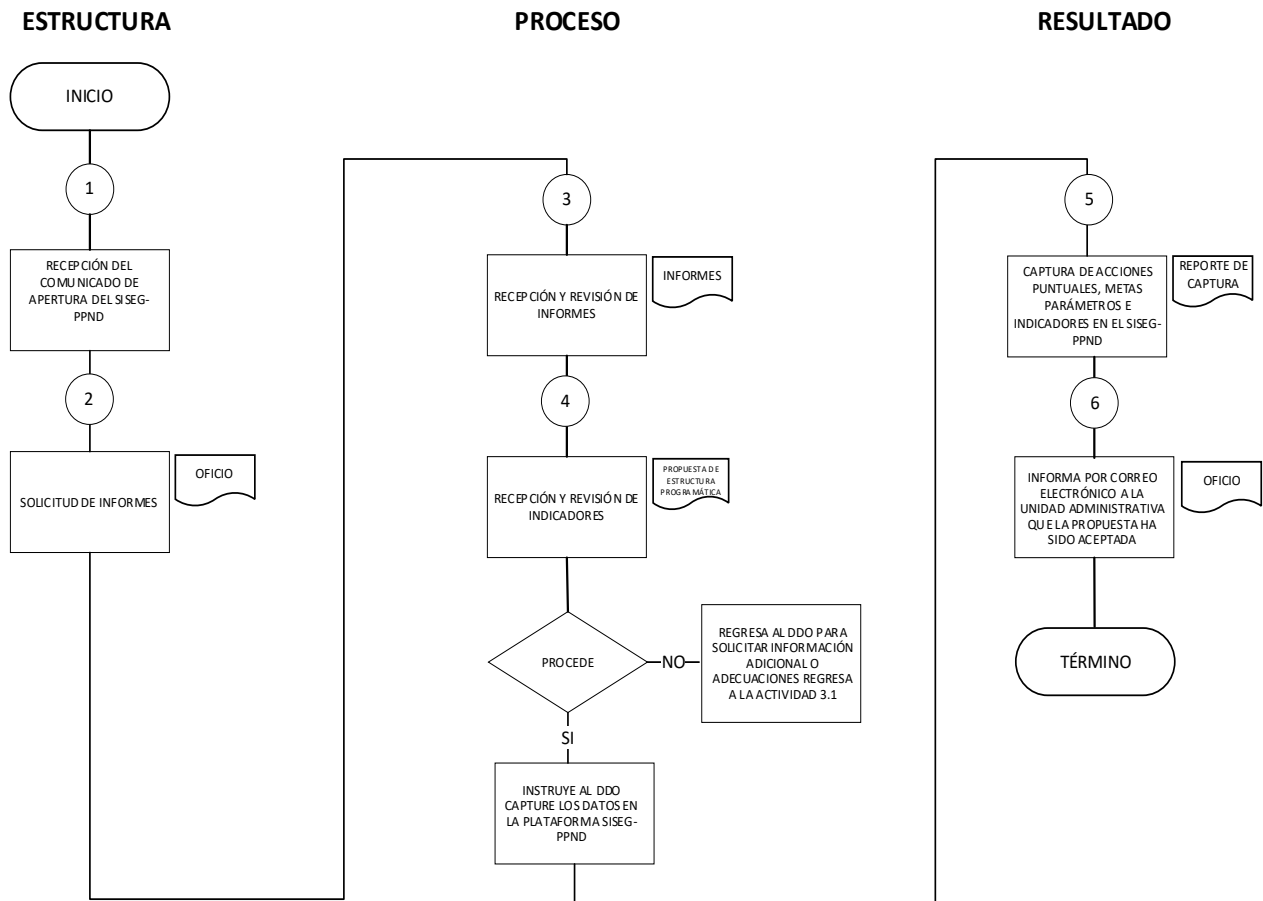 ESTRUCTURA
PROCESO
RESULTADO
INICIO
1
RECEPCIÓN DEL
COMUNICADO DE
APERTURA DEL SISEG-
PPND
2
SOLICITUD DE INFORMES
OFICIO
3
RECEPCIÓN Y REVISIÓN DE
INFORMES
INFORMES
4
RECEPCIÓN Y REVISIÓN DE
INDICADORES
PROPUESTA DE
ESTRUCTURA
PROGRAMÁTICA
PROCEDE
NO
REGRESA AL DDO PARA
SOLICITAR INFORMACIÓN
ADICIONAL O
ADECUACIONES REGRESA
A LA ACTIVIDAD 3.1
SI
INSTRUYE AL DDO
CAPTURE LOS DATOS EN
LA PLATAFORMA SISEG-
PPND
5
CAPTURA DE ACCIONES
PUNTUALES, METAS
PARÁMETROS E
INDICADORES EN EL SISEG-
PPND
REPORTE DE
CAPTURA
6
INFORMA POR CORREO
ELECTRÓNICO A LA
UNIDAD ADMINISTRATIVA
QUE LA PROPUESTA HA
SIDO ACEPTADA
OFICIO
TÉRMINO